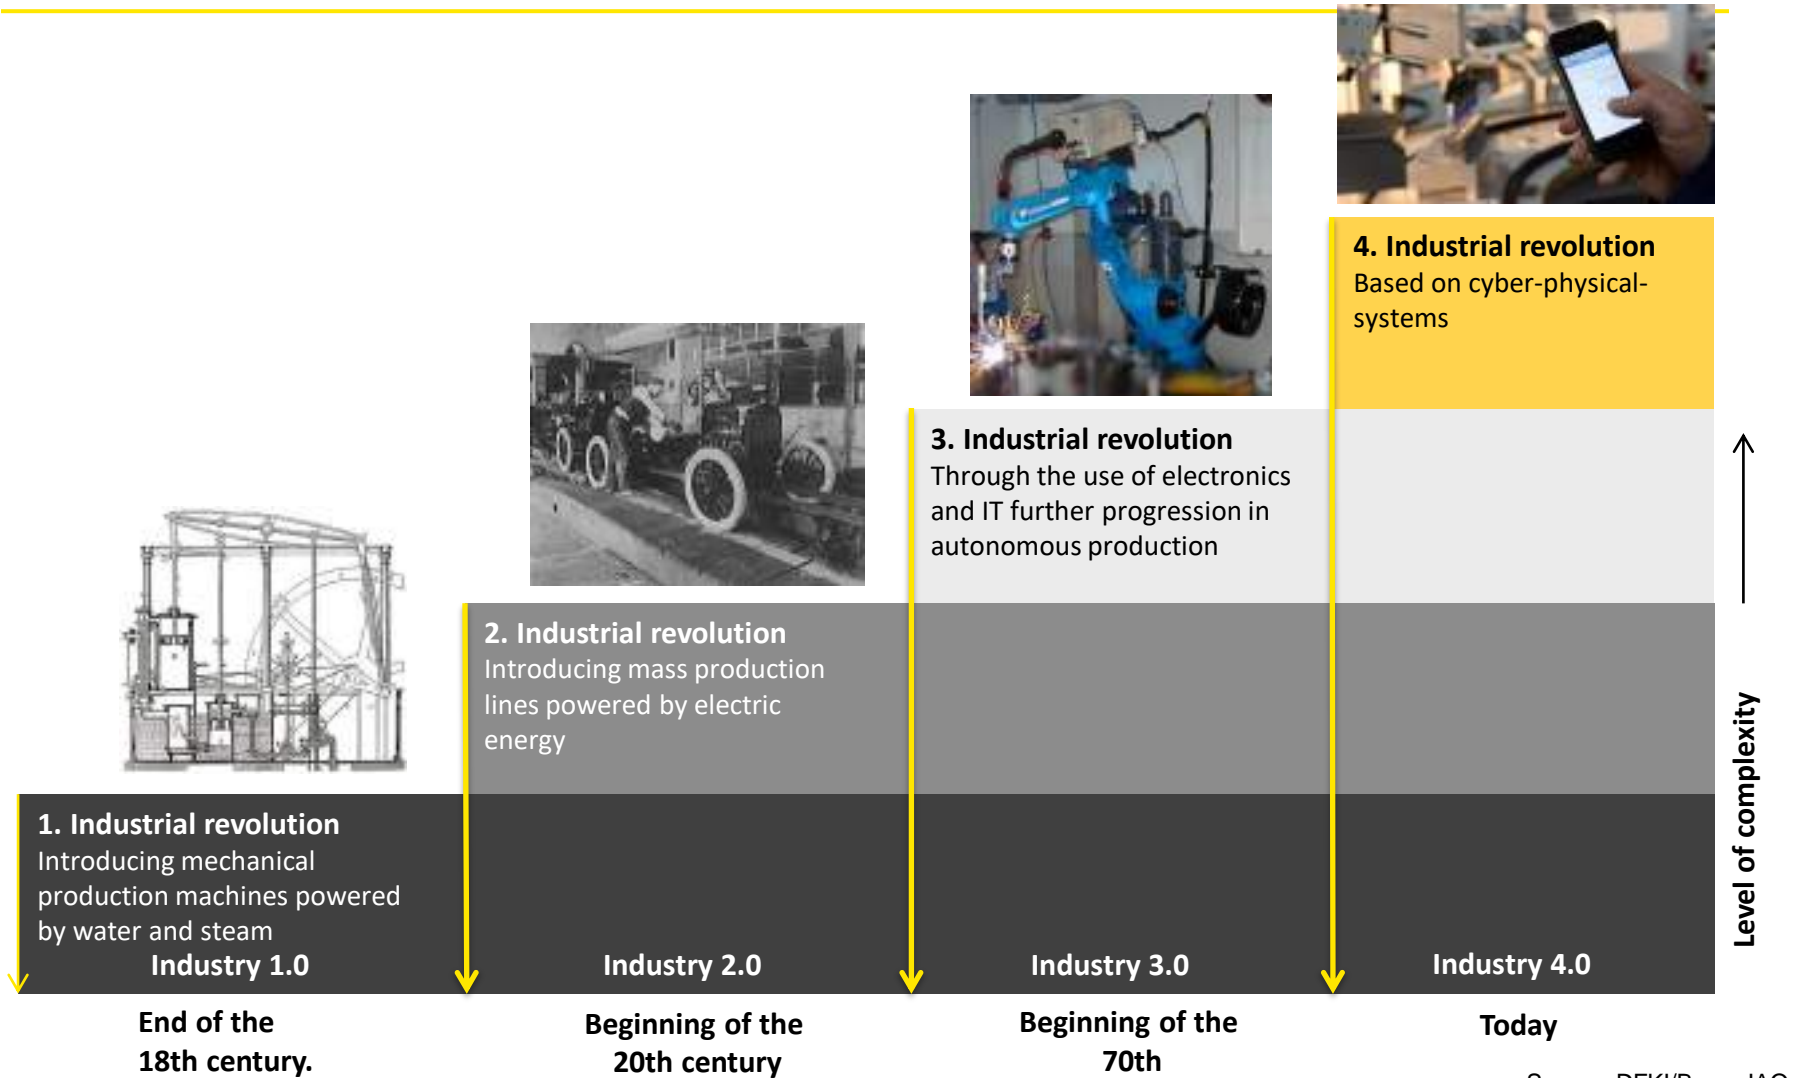 4. Industrial revolution
Based on cyber-physical-
systems
3. Industrial revolution
Through the use of electronics
and IT further progression in
autonomous production
2. Industrial revolution
Introducing mass production
lines powered by electric
energy
1. Industrial revolution
Introducing mechanical
production machines powered
by water and steam
Level of complexity
Industry 1.0
Industry 2.0
Industry 3.0
Industry 4.0
End of the
18th century.
Beginning of the
20th century
Beginning of the
70th
Today